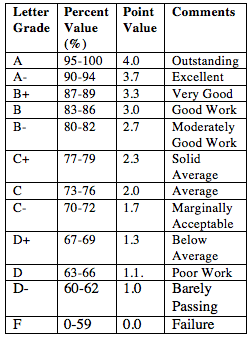 Letter Grade Percent Value (%) Point Value Comments
A 95-100 4.0 Outstanding
A- 90-94 3.7 Excellent
B+ 87-89 3.3 Very Good
B 83-86 3.0 Good Work
B- 80-82 2.7 Moderately Good Work
C+ 77-79 2.3 Solid Average
C 73-76 2.0 Average
C- 70-72 1.7 Marginally Acceptable
D+ 67-69 1.3 Below Average
D 63-66 1.1. Poor Work
D- 60-62 1.0 Barely Passing
F 0-59 0.0 Failure